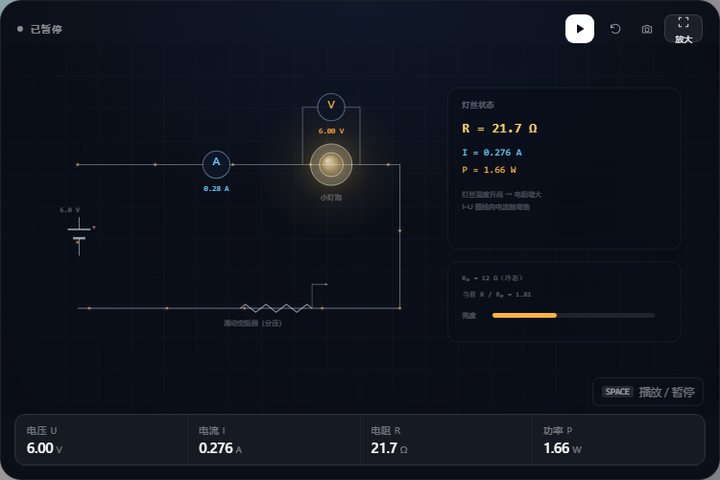 已暂停
放大
V
6.00 V
A
0.28 A
小灯泡
6.0 V
滑动变阻器 (分压)
灯丝状态
R = 21.7 Ω
I = 0.276 A
P = 1.66 W
灯丝温度升高 → 电阻增大
I–U 图线向电流轴弯曲
R₀ = 12 Ω (冷态)
当前 R / R₀ = 1.81
亮度
SPACE 播放 / 暂停
电压 U
6.00 V
电流 I
0.276 A
电阻 R
21.7 Ω
功率 P
1.66 W